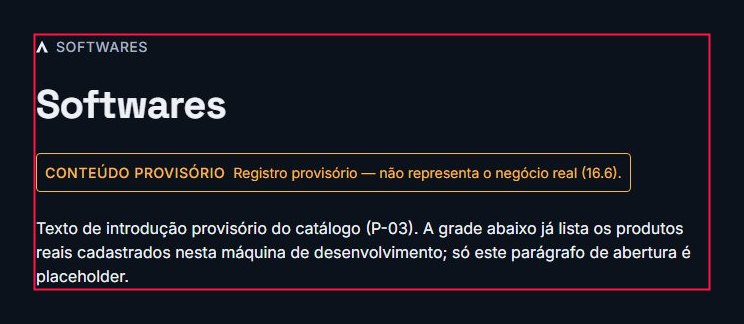 SOFTWARES
Softwares
CONTEÚDO PROVISÓRIO Registro provisório — não representa o negócio real (16.6).
Texto de introdução provisório do catálogo (P-03). A grade abaixo já lista os produtos
reais cadastrados nesta máquina de desenvolvimento; só este parágrafo de abertura é
placeholder.